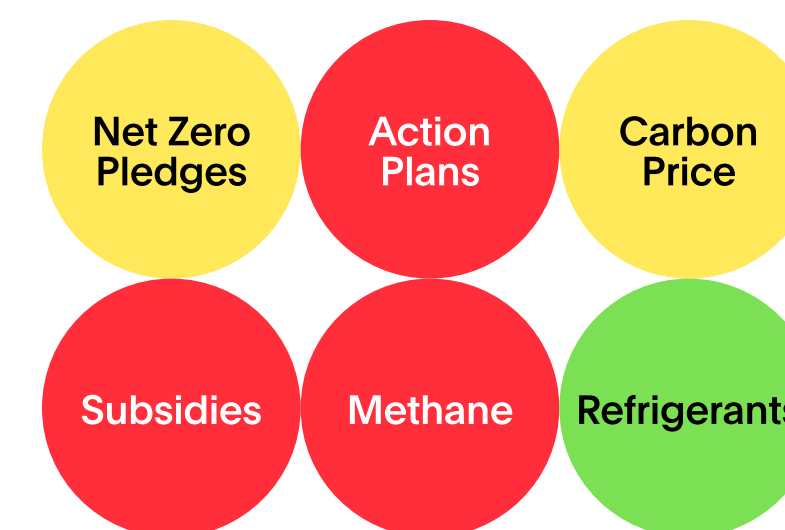 Net Zero
Pledges
Action
Plans
Carbon
Price
Subsidies
Methane
Refrigerants